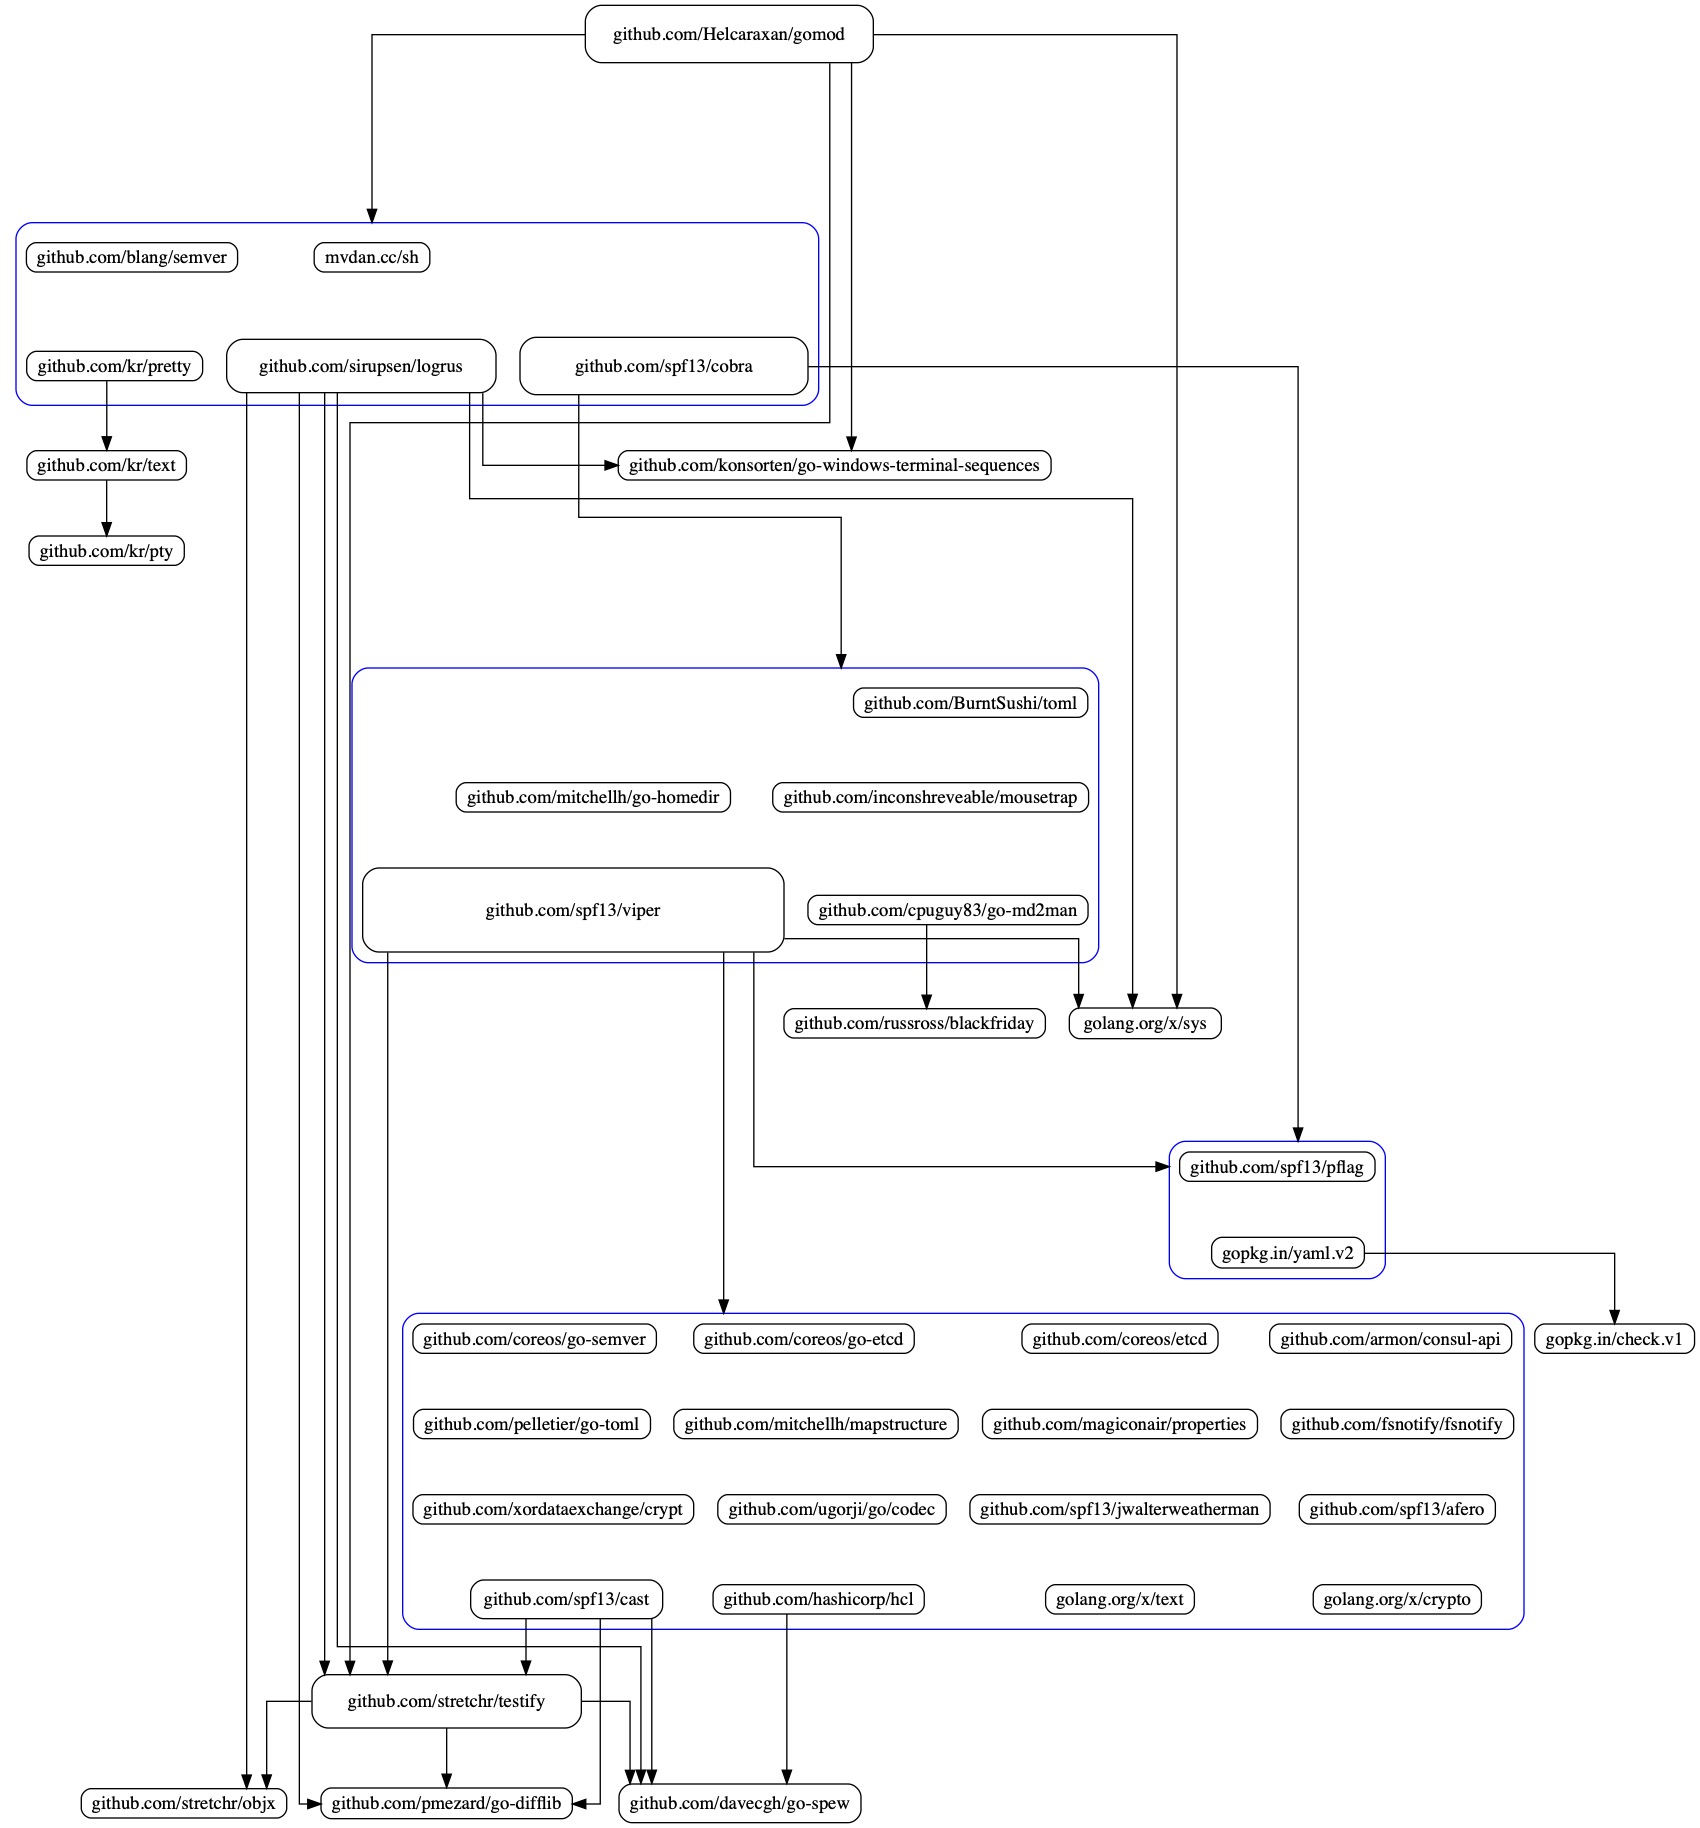 github.com/Helcaraxan/gomod
github.com/blang/semver
mvdan.cc/sh
github.com/kr/pretty
github.com/sirupsen/logrus
github.com/spf13/cobra
github.com/kr/text
github.com/konsorten/go-windows-terminal-sequences
github.com/kr/pty
github.com/BurntSushi/toml
github.com/mitchellh/go-homedir
github.com/inconshreveable/mousetrap
github.com/spf13/viper
github.com/cpuguy83/go-md2man
github.com/russross/blackfriday
golang.org/x/sys
github.com/spf13/pflag
gopkg.in/yaml.v2
github.com/coreos/go-semver
github.com/coreos/go-etcd
github.com/coreos/etcd
github.com/armon/consul-api
gopkg.in/check.v1
github.com/pelletier/go-toml
github.com/mitchellh/mapstructure
github.com/magiconair/properties
github.com/fsnotify/fsnotify
github.com/xordataexchange/crypt
github.com/ugorji/go/codec
github.com/spf13/jwalterweatherman
github.com/spf13/afero
github.com/spf13/cast
github.com/hashicorp/hcl
golang.org/x/text
golang.org/x/crypto
github.com/stretchr/testify
github.com/stretchr/objx
github.com/pmezard/go-difflib
github.com/davecgh/go-spew